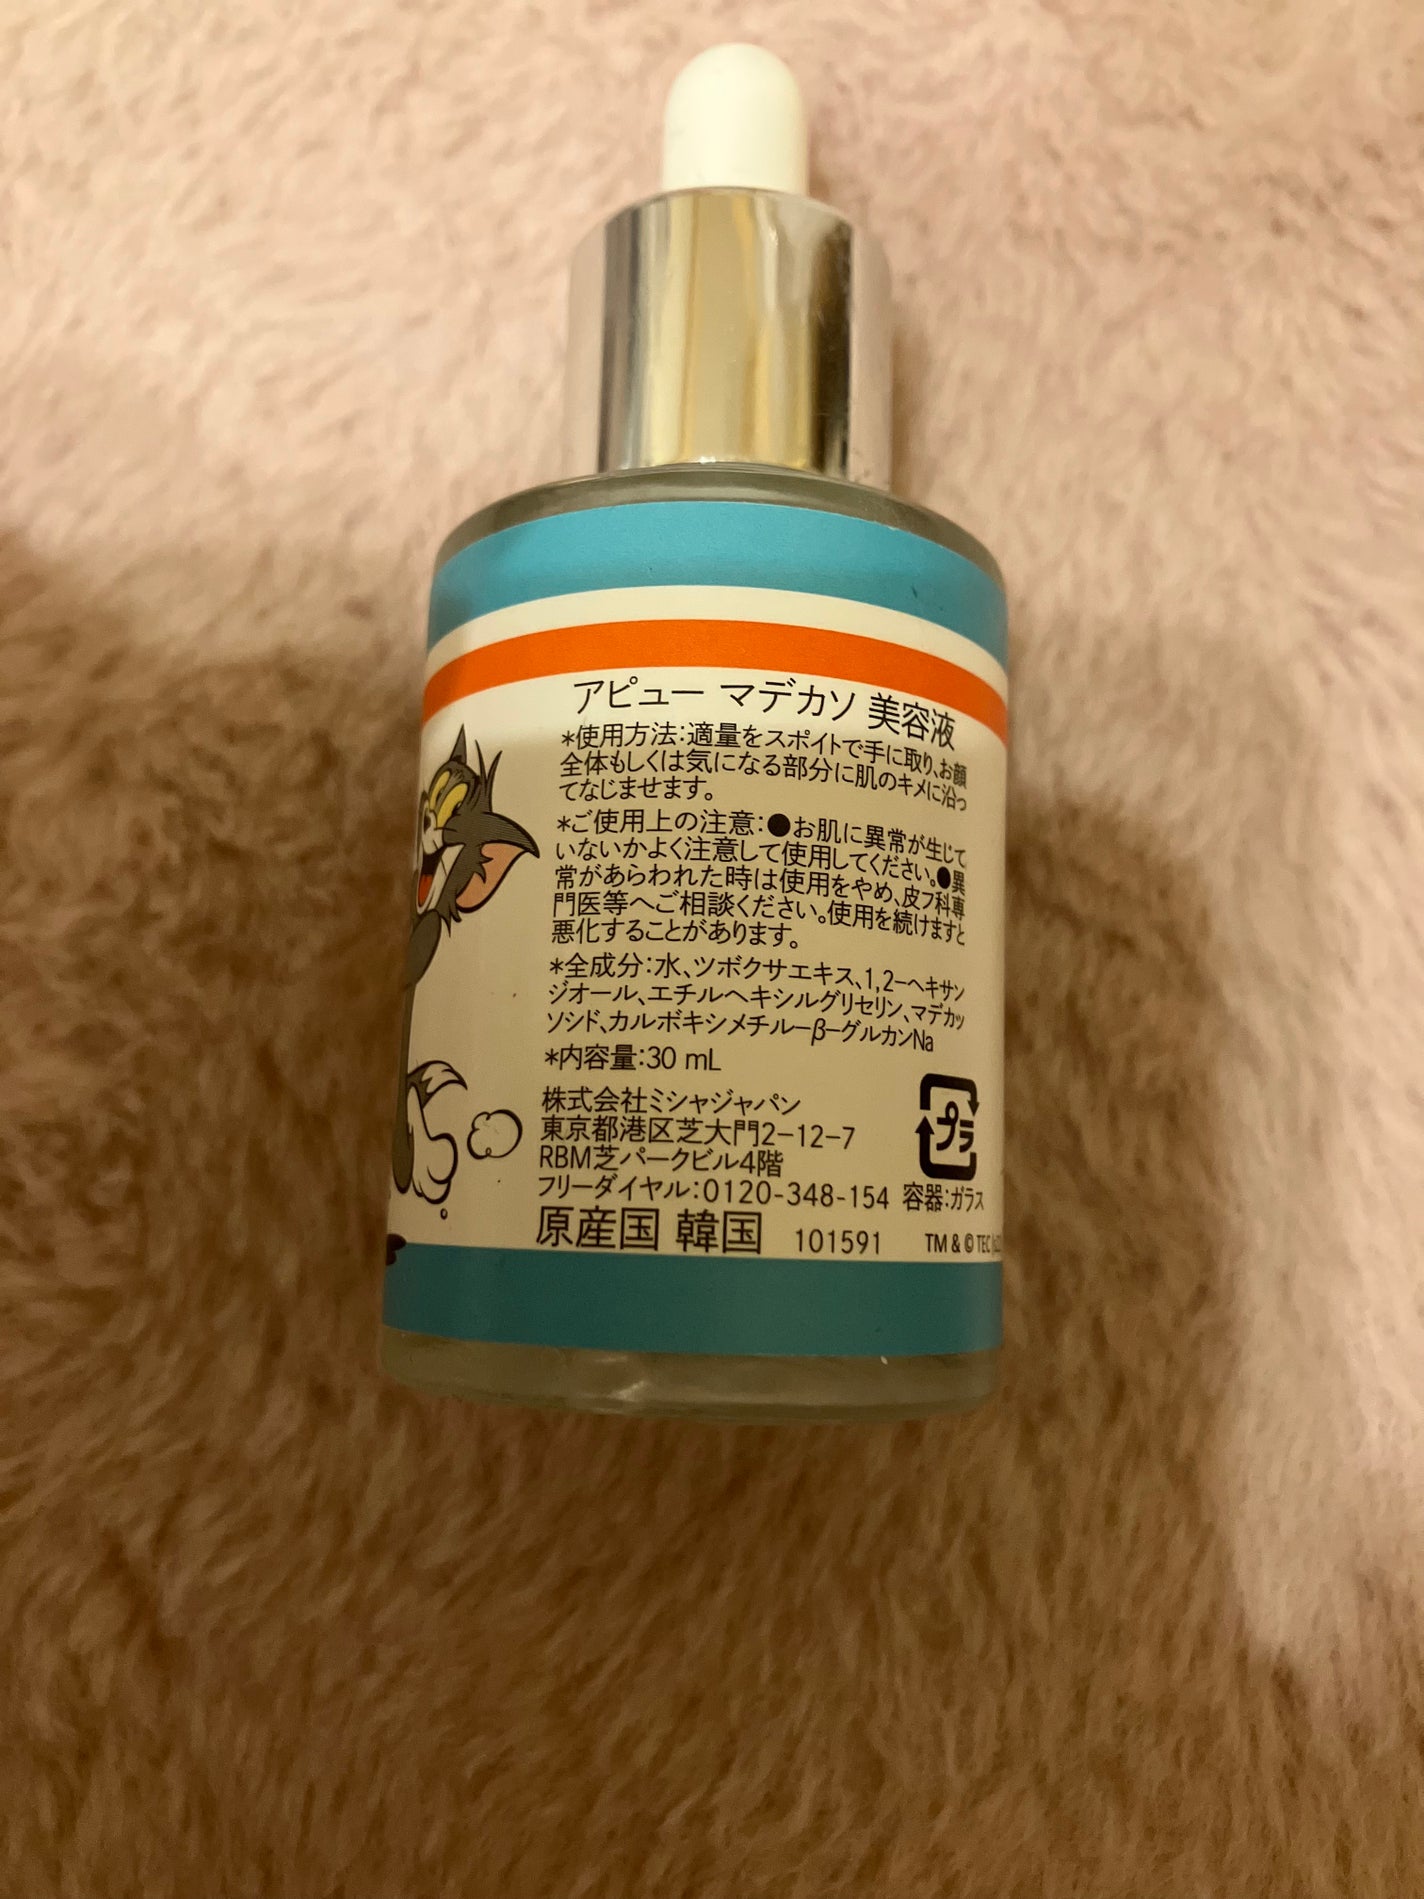 アピュー マデカソ 美容液
*使用方法:適量をスポイトで手に取り、お顔
全体もしくは気になる部分に肌のキメに沿っ
てなじませます。
*ご使用上の注意:●お肌に異常が生じて
いないかよく注意して使用してください。●異
常があらわれた時は使用をやめ、皮フ科専
門医等へご相談ください。使用を続けますと
悪化することがあります。
*全成分:水、ツボクサエキス、1,2-ヘキサン
ジオール、エチルヘキシルグリセリン、マデカッ
ソシド、カルボキシメチル-β-グルカンNa
*内容量:30 mL
株式会社ミシャジャパン
東京都港区芝大門2-12-7
RBM芝パークビル4階
フリーダイヤル:0120-348-154
プラ
容器:ガラス
原産国 韓国 101591
TM & © TEC